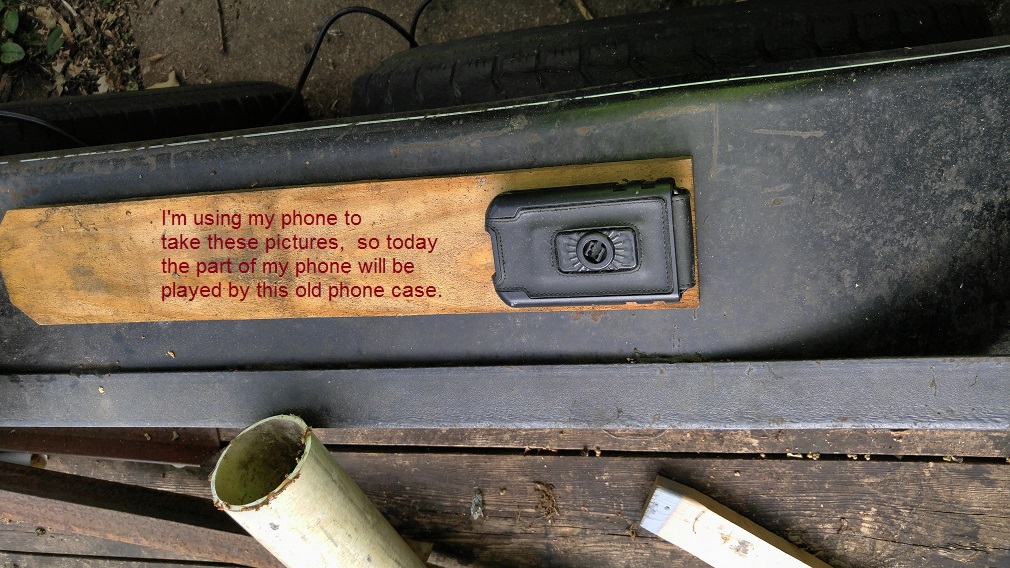 I'm using my phone to
take these pictures,  so today
the part of my phone will be
played by this old phone case.